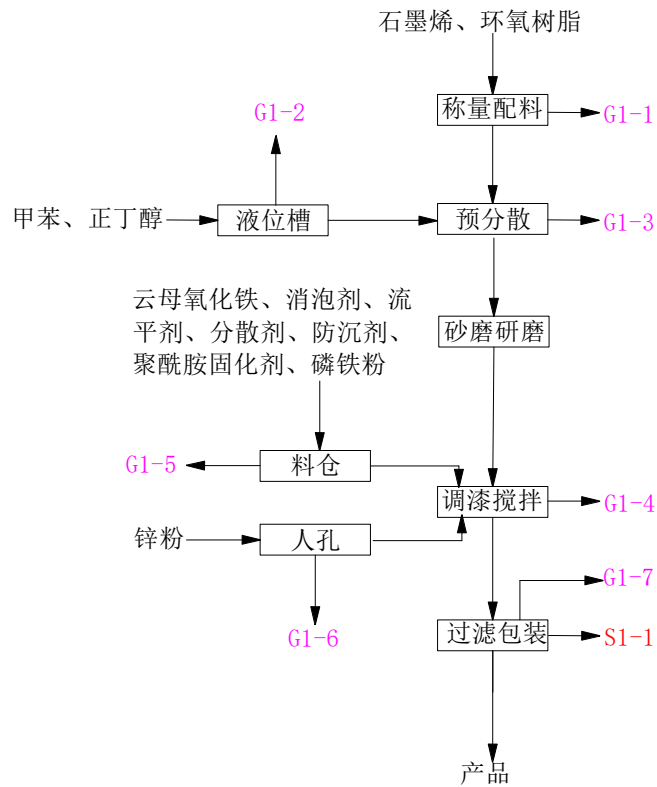 石墨烯、环氧树脂
称量配料
G1-1
G1-2
甲苯、正丁醇
液位槽
预分散
G1-3
云母氧化铁、消泡剂、流
平剂、分散剂、防沉剂、
聚酰胺固化剂、磷铁粉
砂磨研磨
G1-5
料仓
调漆搅拌
G1-4
锌粉
人孔
G1-6
G1-7
过滤包装
S1-1
产品